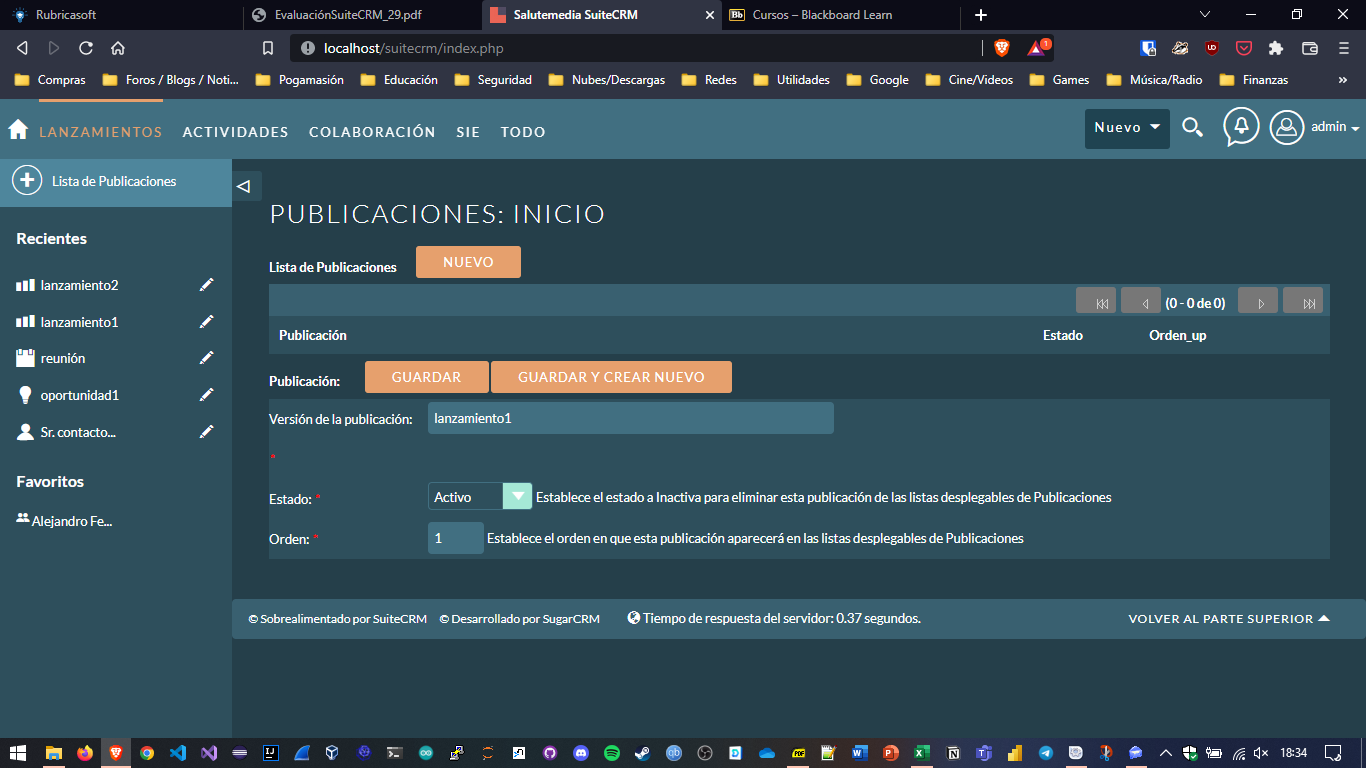 Rubricasoft
EvaluaciónSuiteCRM_29.pdf
Salutemedia SuiteCRM
Bb Cursos – Blackboard Learn
localhost/suitecrm/index.php
1
Compras
Foros / Blogs / Noti...
Pogamasión
Educación
Seguridad
Nubes/Descargas
Redes
Utilidades
Google
Cine/Videos
Games
Música/Radio
Finanzas
LANZAMIENTOS ACTIVIDADES COLABORACIÓN SIE TODO
Nuevo
admin
Lista de Publicaciones
Recientes
lanzamiento2
lanzamiento1
reunión
oportunidad1
Sr. contacto...
Favoritos
Alejandro Fe...
PUBLICACIONES: INICIO
Lista de Publicaciones NUEVO
(0 - 0 de 0)
Publicación Estado Orden_up
Publicación: GUARDAR GUARDAR Y CREAR NUEVO
Versión de la publicación: lanzamiento1
*
Estado: * Activo Establece el estado a Inactiva para eliminar esta publicación de las listas desplegables de Publicaciones
Orden: * 1 Establece el orden en que esta publicación aparecerá en las listas desplegables de Publicaciones
© Sobrealimentado por SuiteCRM © Desarrollado por SugarCRM Tiempo de respuesta del servidor: 0.37 segundos. VOLVER AL PARTE SUPERIOR
18:34